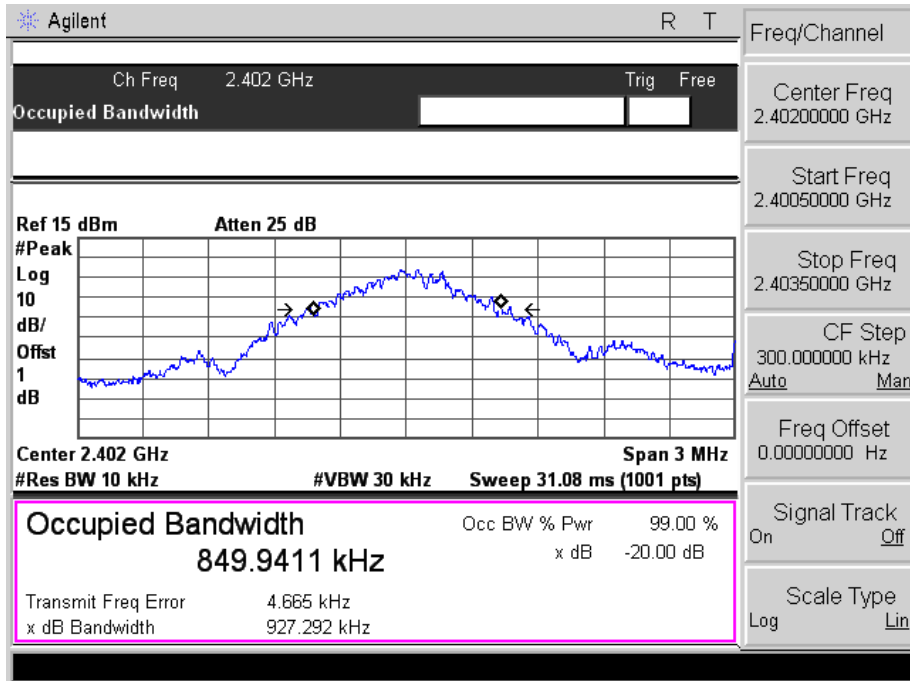 Agilent R T
Freq/Channel
Ch Freq 2.402 GHz Trig Free
Occupied Bandwidth
Center Freq
2.40200000 GHz
Start Freq
2.40050000 GHz
Stop Freq
2.40350000 GHz
CF Step
300.000000 kHz
Auto Man
Freq Offset
0.00000000 Hz
Signal Track
On Off
Scale Type
Log Lin
Ref 15 dBm Atten 25 dB
#Peak
Log
10
dB/
Offst
1
dB
Center 2.402 GHz Span 3 MHz
#Res BW 10 kHz #VBW 30 kHz Sweep 31.08 ms (1001 pts)
Occupied Bandwidth
849.9411 kHz
Occ BW % Pwr 99.00 %
x dB -20.00 dB
Transmit Freq Error 4.665 kHz
x dB Bandwidth 927.292 kHz